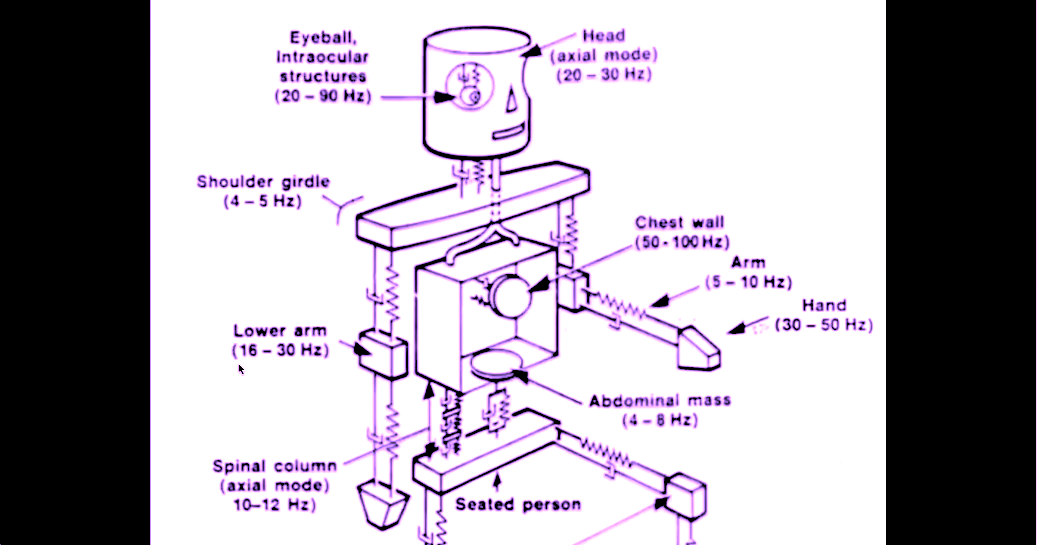 Eyeball,
Intraocular
structures
(20 – 90 Hz)
Head
(axial mode)
(20 – 30 Hz)
Shoulder girdle
(4 – 5 Hz)
Chest wall
(50 - 100 Hz)
Arm
(5 – 10 Hz)
Hand
(30 – 50 Hz)
Lower arm
(16 – 30 Hz)
Abdominal mass
(4 – 8 Hz)
Spinal column
(axial mode)
10–12 Hz)
Seated person